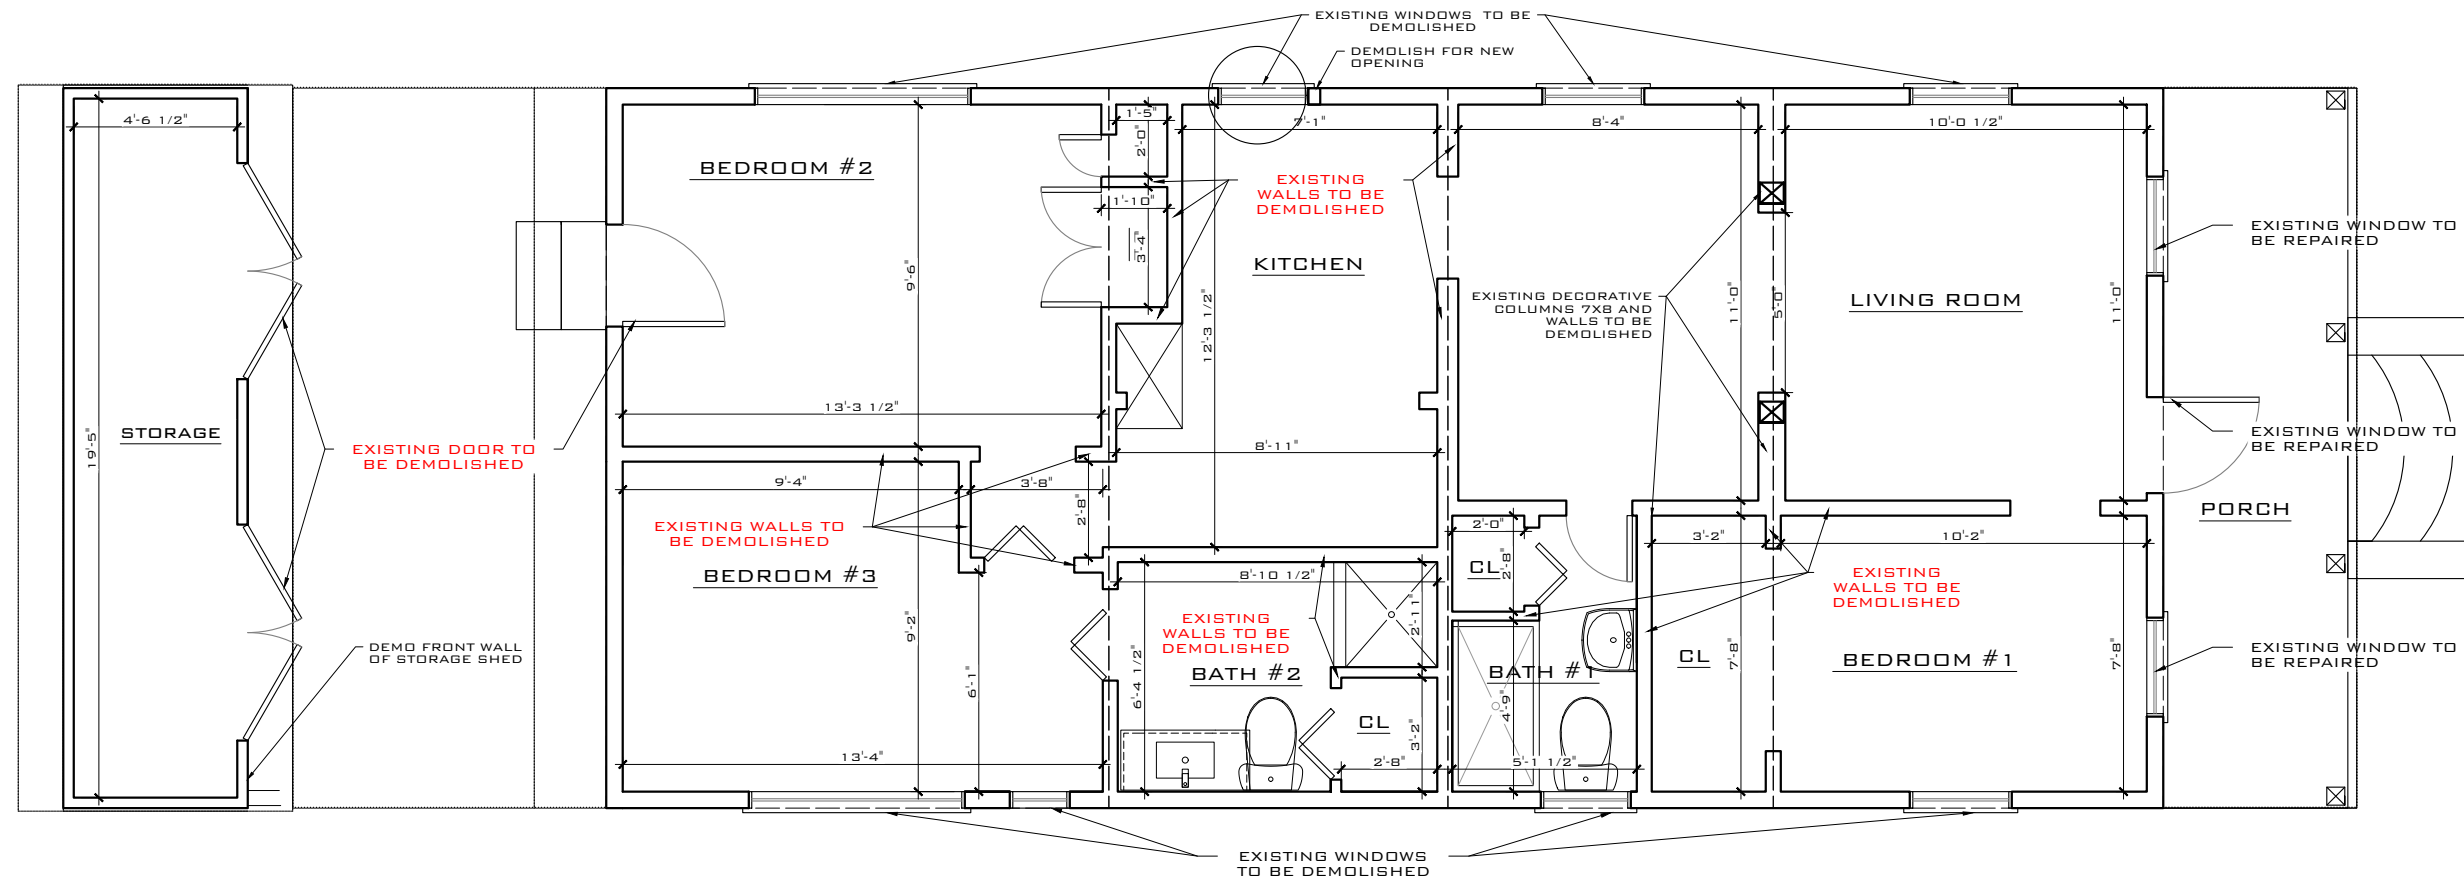 EXISTING WINDOWS TO BE
DEMOLISHED
DEMOLISH FOR NEW
OPENING
4'-6 1/2"
1'-5"
2'-0"
7'-1"
8'-4"
10'-0 1/2"
BEDROOM #2
EXISTING
WALLS TO BE
DEMOLISHED
1'-10"
3'-4"
9'-6"
KITCHEN
12'-3 1/2"
EXISTING DECORATIVE
COLUMNS 7X8 AND
WALLS TO BE
DEMOLISHED
11'-0"
5'-0"
LIVING ROOM
11'-0"
EXISTING WINDOW TO
BE REPAIRED
13'-3 1/2"
STORAGE
19'-5"
EXISTING DOOR TO
BE DEMOLISHED
8'-11"
EXISTING WINDOW TO
BE REPAIRED
9'-4"
3'-8"
2'-8"
EXISTING WALLS TO
BE DEMOLISHED
PORCH
2'-0"
3'-2"
10'-2"
BEDROOM #3
8'-10 1/2"
CL
2'-8"
EXISTING
WALLS TO BE
DEMOLISHED
9'-2"
EXISTING
WALLS TO BE
DEMOLISHED
2'-11"
DEMO FRONT WALL
OF STORAGE SHED
6'-1"
6'-4 1/2"
BATH #2
BATH #1
CL
7'-8"
BEDROOM #1
7'-8"
EXISTING WINDOW TO
BE REPAIRED
4'-9"
CL
3'-2"
13'-4"
2'-8"
5'-1 1/2"
EXISTING WINDOWS
TO BE DEMOLISHED